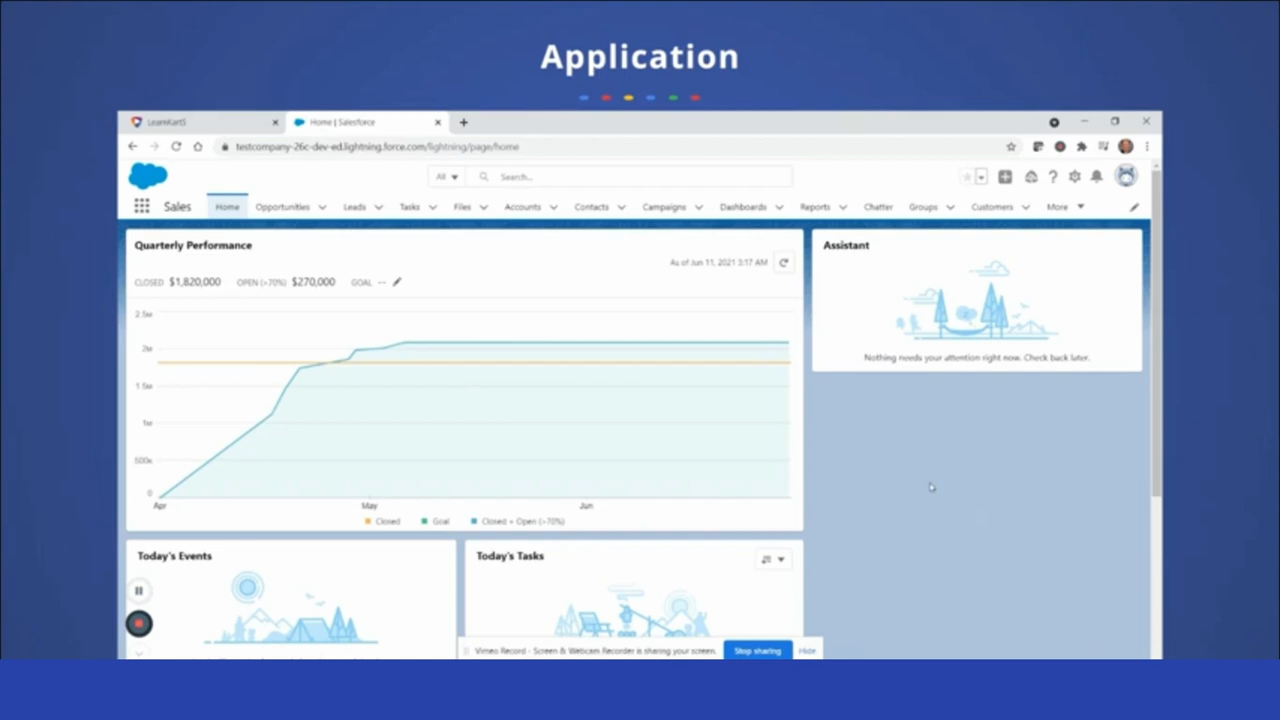 Application
LearnKartS
Home | Salesforce
testcompany-26c-dev-ed.lightning.force.com/lightning/page/home
All
Search...
Sales Home Opportunities Leads Tasks Files Accounts Contacts Campaigns Dashboards Reports Chatter Groups Customers More
Quarterly Performance
As of Jun 11, 2021 3:17 AM
CLOSED $1,820,000 OPEN (>70%) $270,000 GOAL --
2.5M
2M
1.5M
1M
500K
0
Apr May Jun
Closed Goal Closed + Open (>70%)
Assistant
Nothing needs your attention right now. Check back later.
Today's Events
Today's Tasks
Vimeo Record - Screen & Webcam Recorder is sharing your screen. Stop sharing Hide